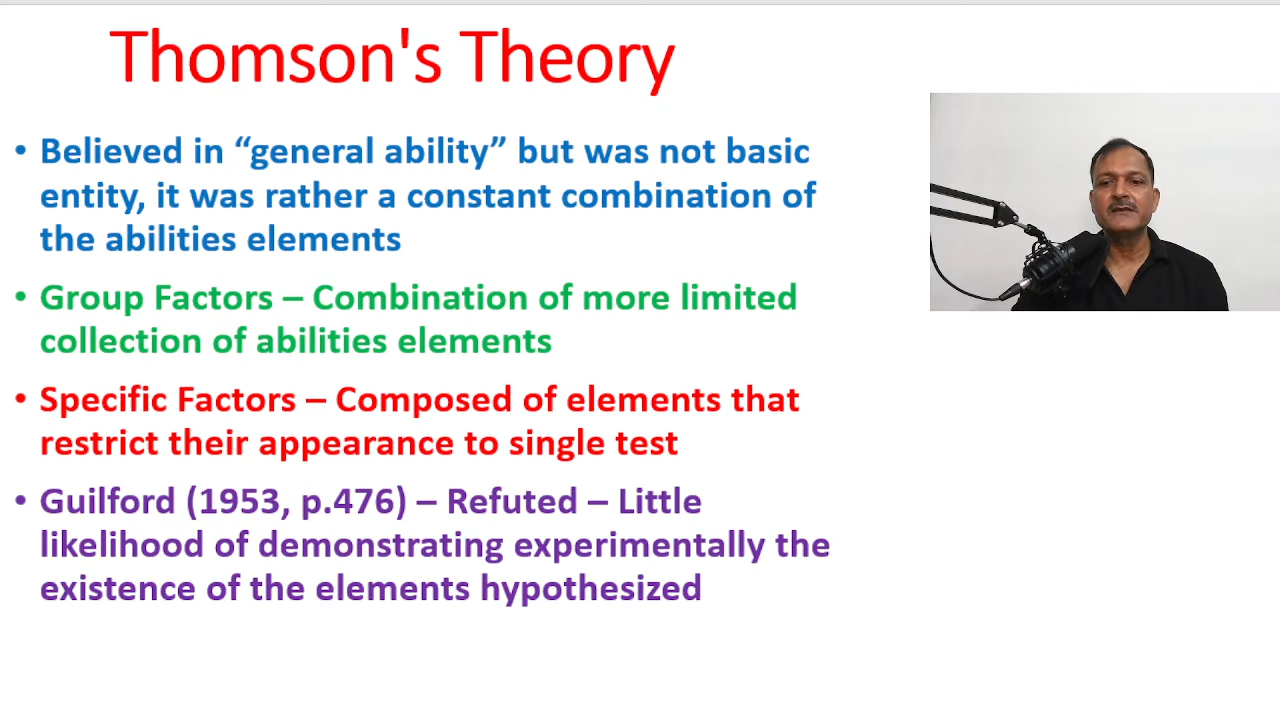 Thomson's Theory
• Believed in “general ability” but was not basic
entity, it was rather a constant combination of
the abilities elements
• Group Factors – Combination of more limited
collection of abilities elements
• Specific Factors – Composed of elements that
restrict their appearance to single test
• Guilford (1953, p.476) – Refuted – Little
likelihood of demonstrating experimentally the
existence of the elements hypothesized